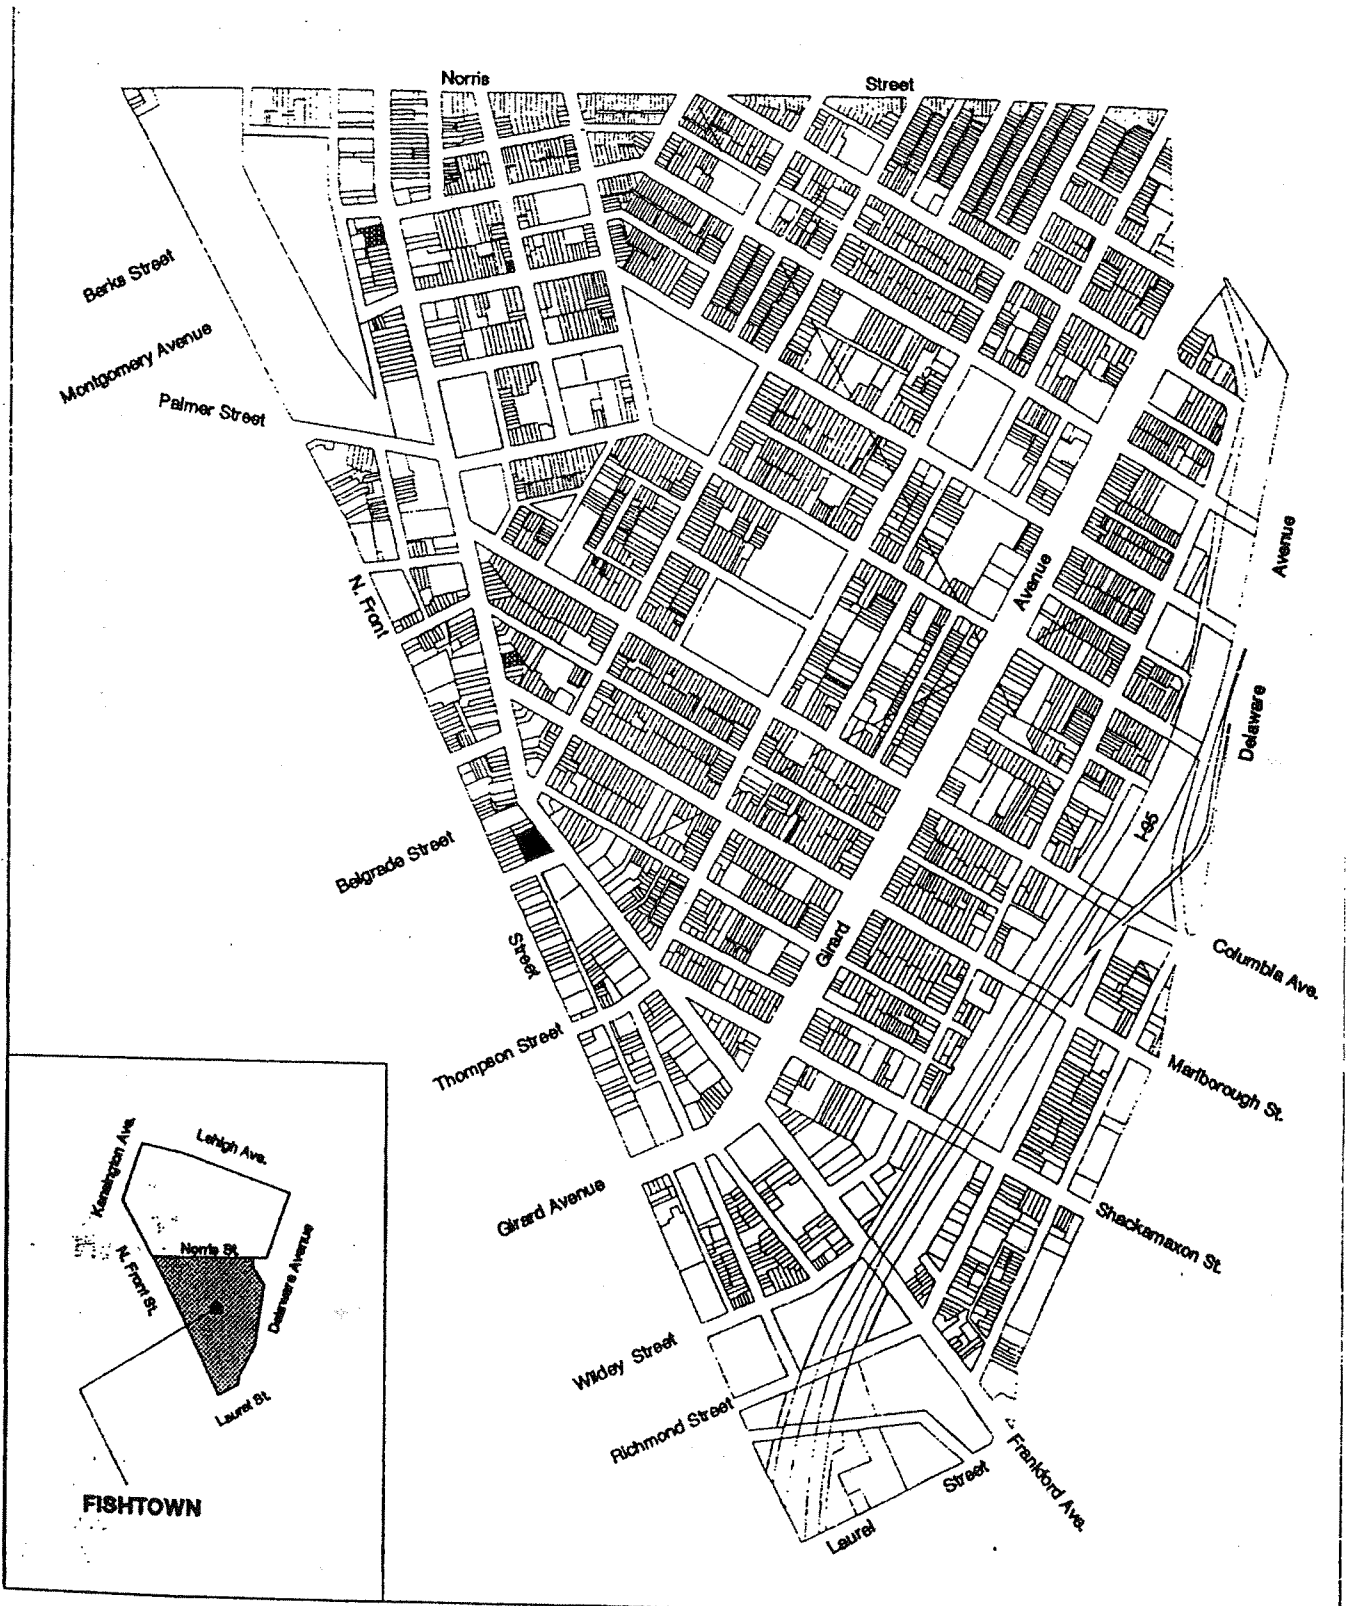 Norris
Street
Berks Street
Montgomery Avenue
Palmer Street
N. Front
Avenue
Avenue
Delaware
I-95
Belgrade Street
Street
Girard
Columbia Ave.
Thompson Street
Marlborough St.
Girard Avenue
Shackamaxon St.
Wildey Street
Richmond Street
Frankford Ave.
Street
Laurel
Kensington Ave.
Lehigh Ave.
Norris St.
N. Front St.
Delaware Avenue
Laurel St.
FISHTOWN